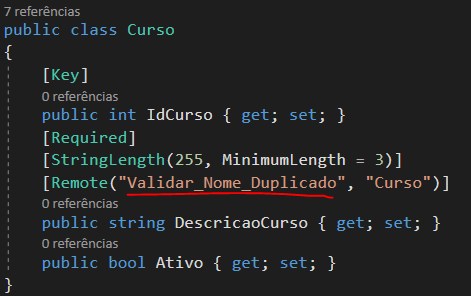 7 referências
public class Curso
{
[Key]
0 referências
public int IdCurso { get; set; }
[Required]
[StringLength(255, MinimumLength = 3)]
[Remote("Validar_Nome_Duplicado", "Curso")]
0 referências
public string DescricaoCurso { get; set; }
0 referências
public bool Ativo { get; set; }
}